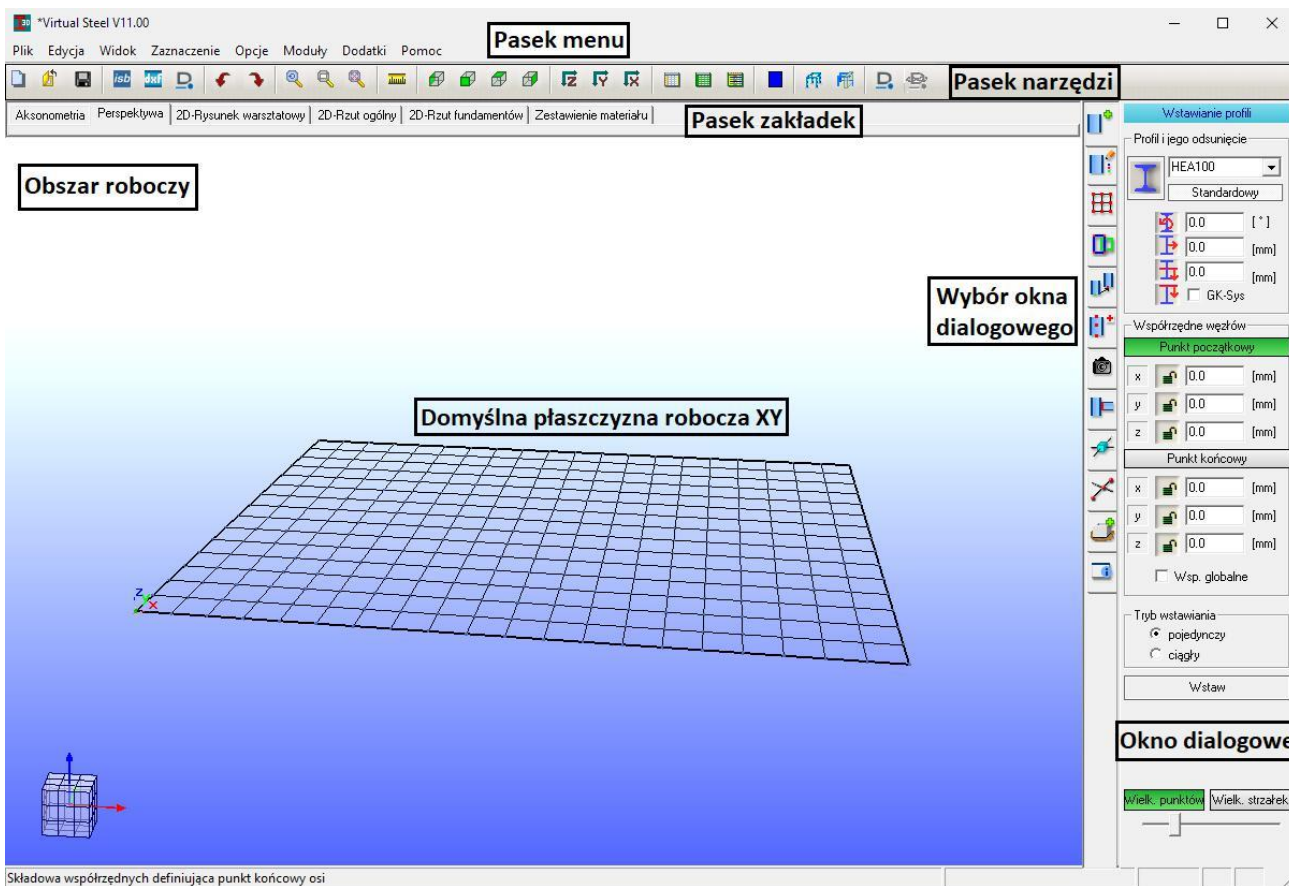 *Virtual Steel V11.00
Plik Edycja Widok Zaznaczenie Opcje Moduły Dodatki Pomoc
Pasek menu
isb dxf
Pasek narzędzi
Aksonometria Perspektywa 2D-Rysunek warsztatowy 2D-Rzut ogólny 2D-Rzut fundamentów Zestawienie materiału
Pasek zakładek
Obszar roboczy
Wybór okna
dialogowego
Domyślna płaszczyzna robocza XY
Z Y X
Wstawianie profili
Profil i jego odsunięcie
HEA100
Standardowy
0.0 [°]
0.0 [mm]
0.0 [mm]
GK-Sys
Współrzędne węzłów
Punkt początkowy
x 0.0 [mm]
y 0.0 [mm]
z 0.0 [mm]
Punkt końcowy
x 0.0 [mm]
y 0.0 [mm]
z 0.0 [mm]
Wsp. globalne
Tryb wstawiania
pojedynczy
ciągły
Wstaw
Okno dialogowe
Wielk. punktów Wielk. strzałek
Składowa współrzędnych definiująca punkt końcowy osi